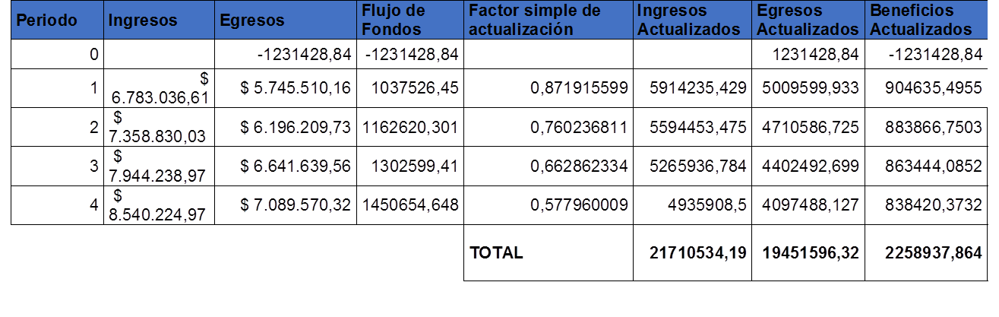 Periodo Ingresos Egresos Flujo de Fondos Factor simple de actualización Ingresos Actualizados Egresos Actualizados Beneficios Actualizados
0 -1231428,84 -1231428,84 1231428,84 -1231428,84
1 $ 6.783.036,61 $ 5.745.510,16 1037526,45 0,871915599 5914235,429 5009599,933 904635,4955
2 $ 7.358.830,03 $ 6.196.209,73 1162620,301 0,760236811 5594453,475 4710586,725 883866,7503
3 $ 7.944.238,97 $ 6.641.639,56 1302599,41 0,662862334 5265936,784 4402492,699 863444,0852
4 $ 8.540.224,97 $ 7.089.570,32 1450654,648 0,577960009 4935908,5 4097488,127 838420,3732
TOTAL 21710534,19 19451596,32 2258937,864